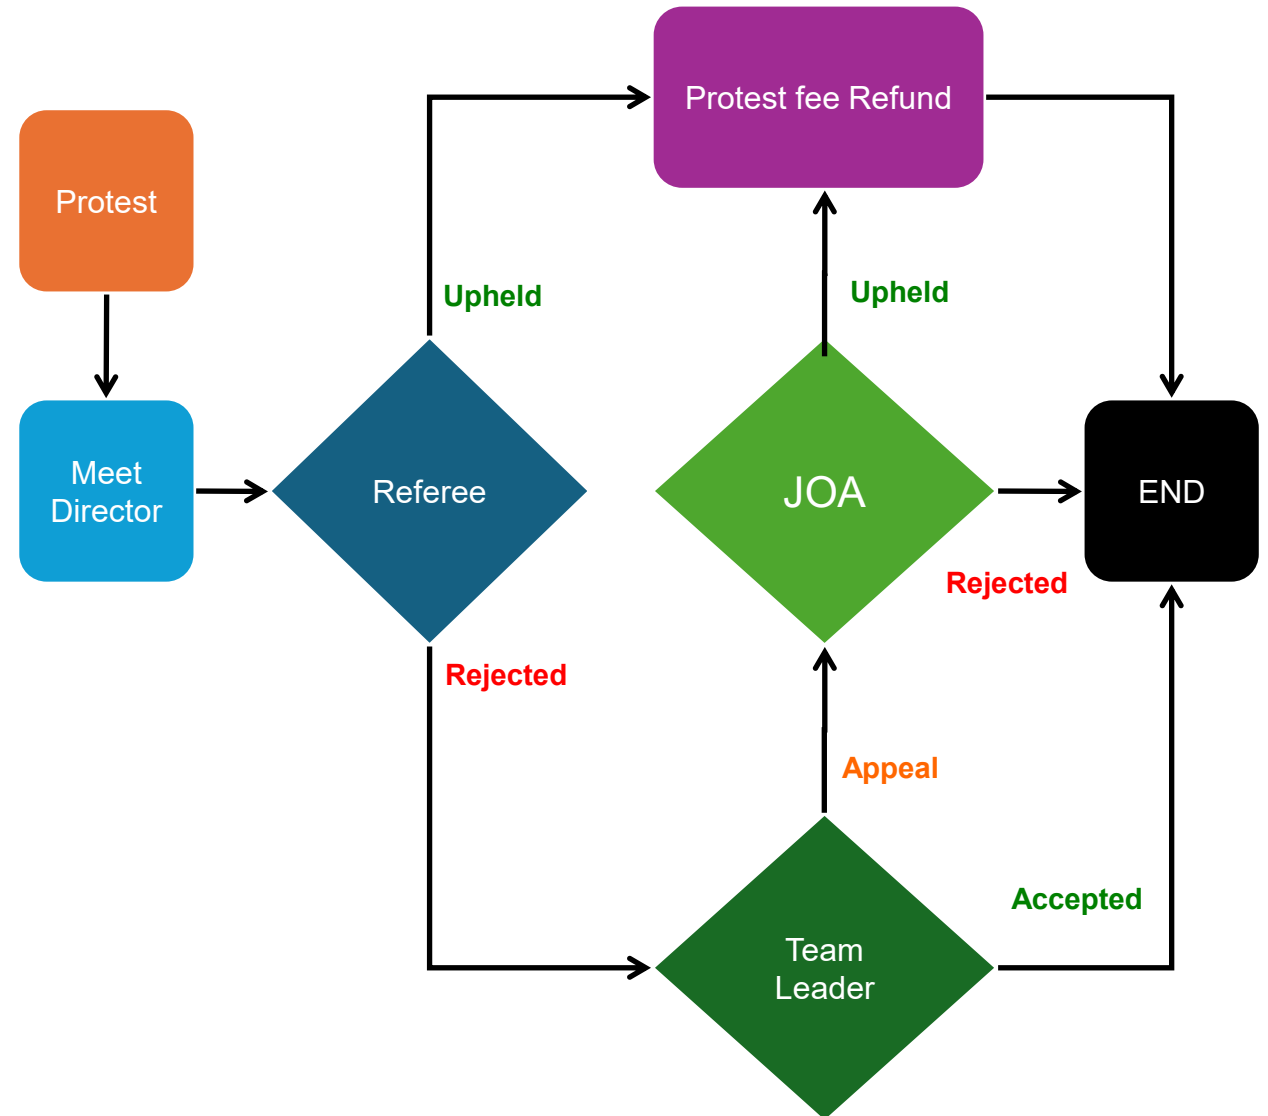 Protest fee Refund
Protest
Upheld
Upheld
Meet
Director
Referee
JOA
END
Rejected
Rejected
Appeal
Accepted
Team
Leader